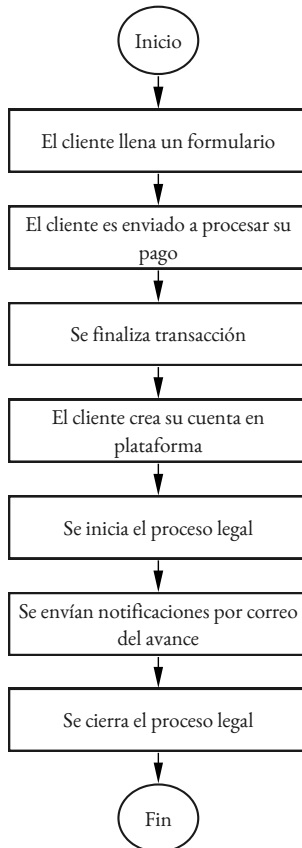 Inicio
El cliente llena un formulario
El cliente es enviado a procesar su
pago
Se finaliza transacción
El cliente crea su cuenta en
plataforma
Se inicia el proceso legal
Se envían notificaciones por correo
del avance
Se cierra el proceso legal
Fin